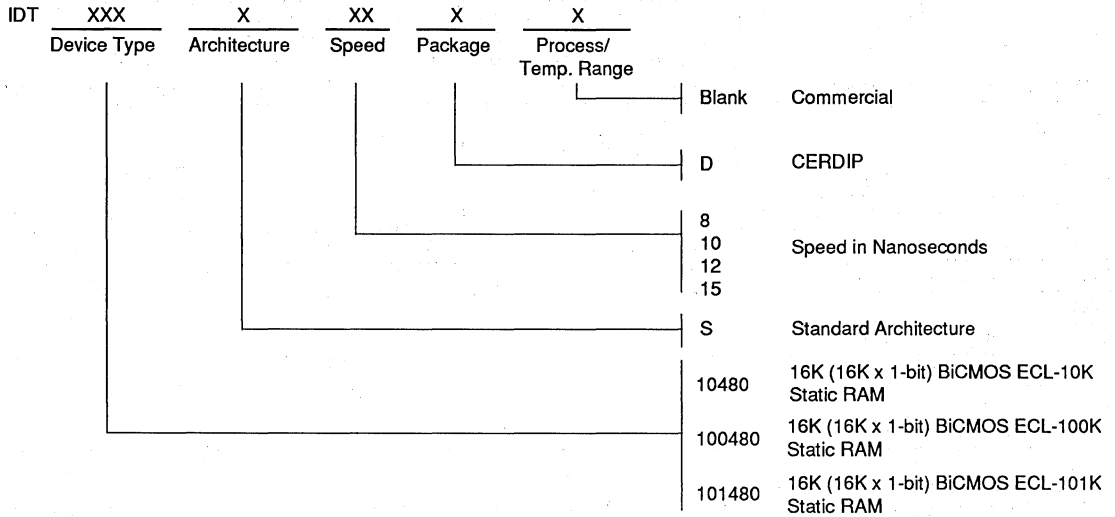 IDT XXX X XX X X
Device Type Architecture Speed Package Process/
Temp. Range
Blank Commercial
D CERDIP
8
10
12
15
Speed in Nanoseconds
S Standard Architecture
10480 16K (16K x 1-bit) BiCMOS ECL-10K
Static RAM
100480 16K (16K x 1-bit) BiCMOS ECL-100K
Static RAM
101480 16K (16K x 1-bit) BiCMOS ECL-101K
Static RAM